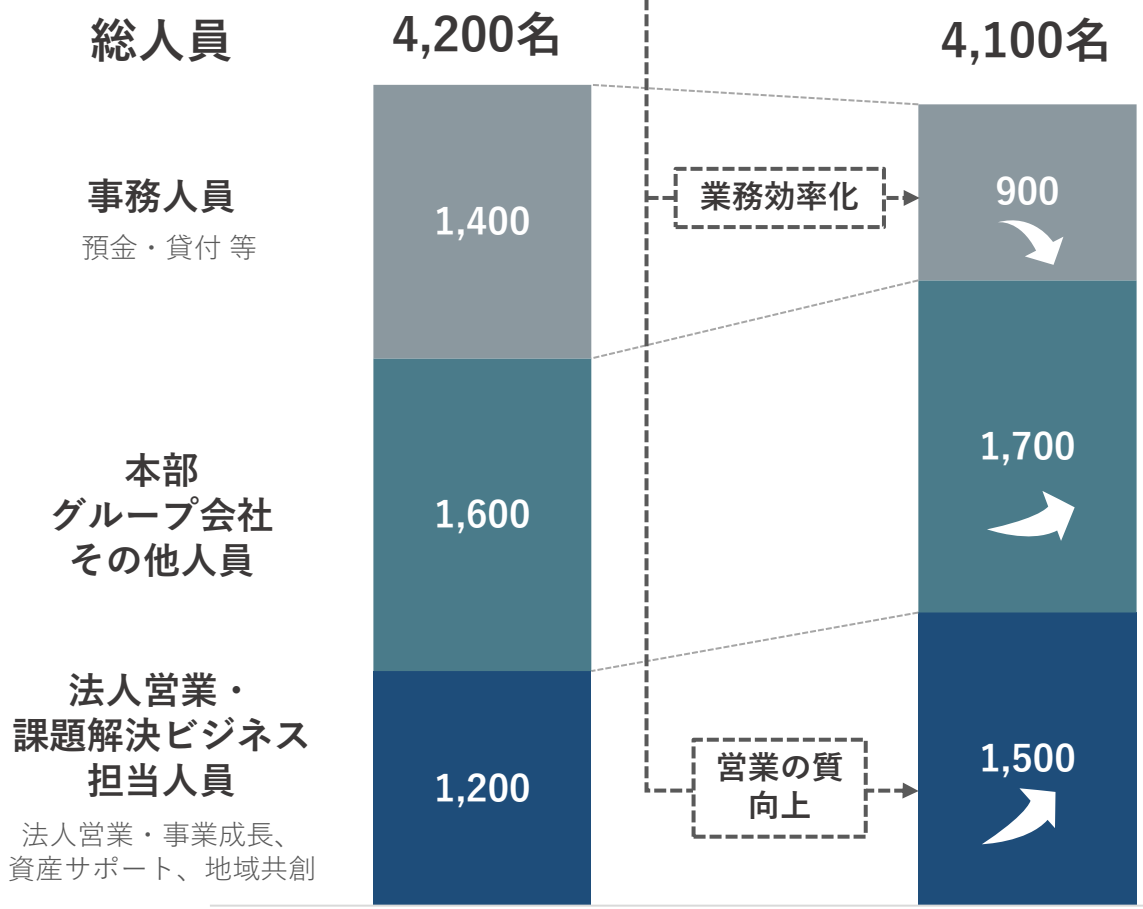 総人員
4,200名
4,100名
事務人員
預金・貸付 等
1,400
業務効率化
900
本部
グループ会社
その他人員
1,600
1,700
法人営業・
課題解決ビジネス
担当人員
法人営業・事業成長、
資産サポート、地域共創
1,200
営業の質
向上
1,500